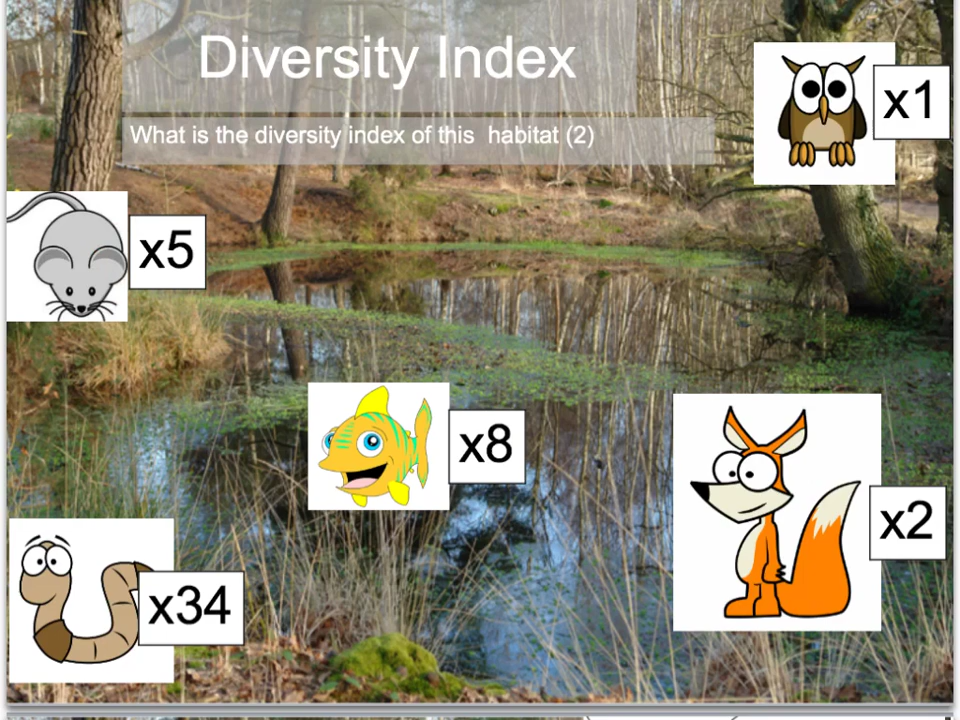 Diversity Index
What is the diversity index of this  habitat (2)
x1
x5
x8
x2
x34